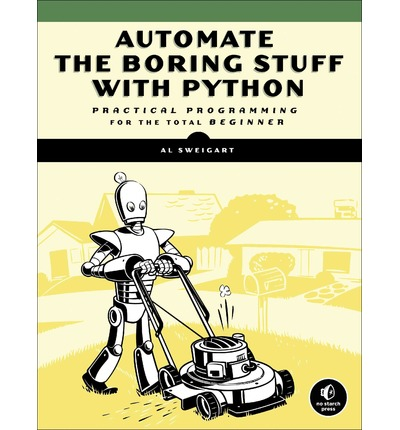 AUTOMATE
THE BORING STUFF
WITH PYTHON
PRACTICAL PROGRAMMING
FOR THE TOTAL BEGINNER
AL SWEIGART
no starch
press